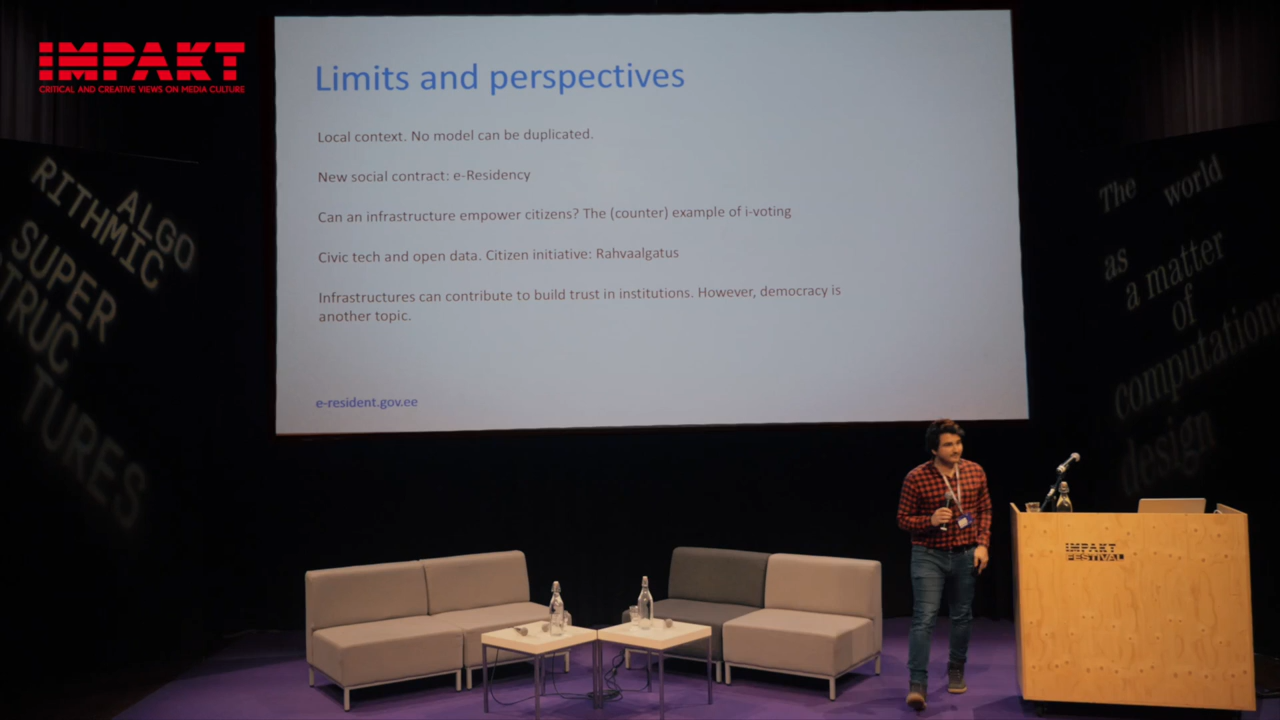 IMPAKT
CRITICAL AND CREATIVE VIEWS ON MEDIA CULTURE
Limits and perspectives
Local context. No model can be duplicated.
New social contract: e-Residency
Can an infrastructure empower citizens? The (counter) example of i-voting
Civic tech and open data. Citizen initiative: Rahvaalgatus
Infrastructures can contribute to build trust in institutions. However, democracy is
another topic.
e-resident.gov.ee
ALGO
RITHMIC
SUPER
STRUC
TURES
The world
as
a matter
of
computational
design
IMPAKT
FESTIVAL